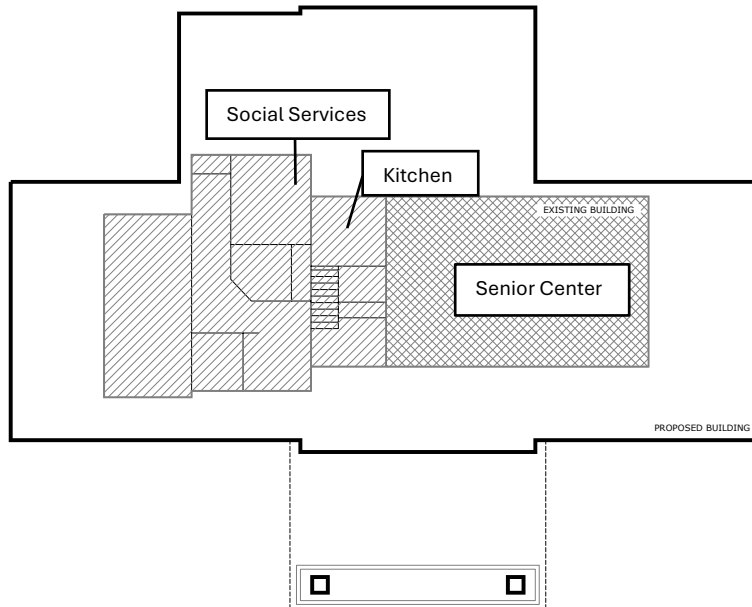 Social Services
Kitchen
EXISTING BUILDING
Senior Center
PROPOSED BUILDING